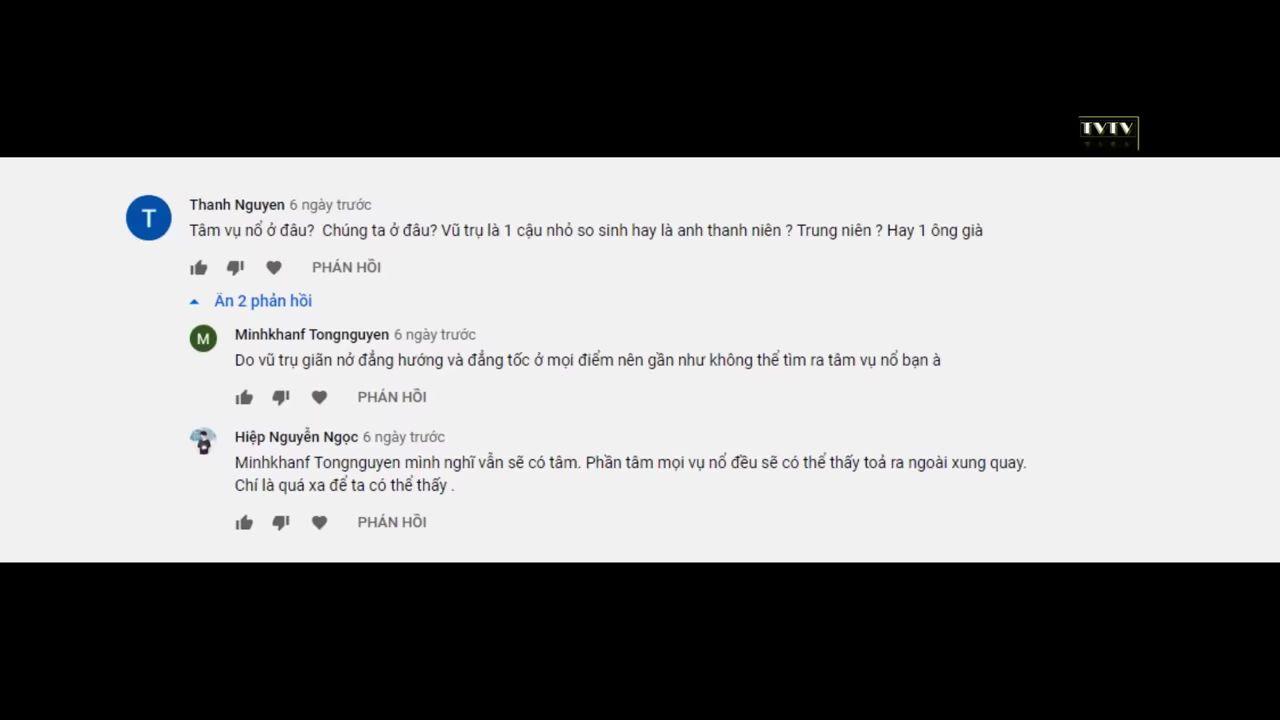 TVTV
T
Thanh Nguyen 6 ngày trước
Tâm vụ nổ ở đâu? Chúng ta ở đâu? Vũ trụ là 1 cậu nhỏ so sinh hay là anh thanh niên ? Trung niên ? Hay 1 ông già
PHẢN HỒI
Ẩn 2 phản hồi
M
Minhkhanf Tongnguyen 6 ngày trước
Do vũ trụ giãn nở đẳng hướng và đẳng tốc ở mọi điểm nên gần như không thể tìm ra tâm vụ nổ bạn à
PHẢN HỒI
Hiệp Nguyễn Ngọc 6 ngày trước
Minhkhanf Tongnguyen mình nghĩ vẫn sẽ có tâm. Phần tâm mọi vụ nổ đều sẽ có thể thấy toả ra ngoài xung quay.
Chỉ là quá xa để ta có thể thấy .
PHẢN HỒI